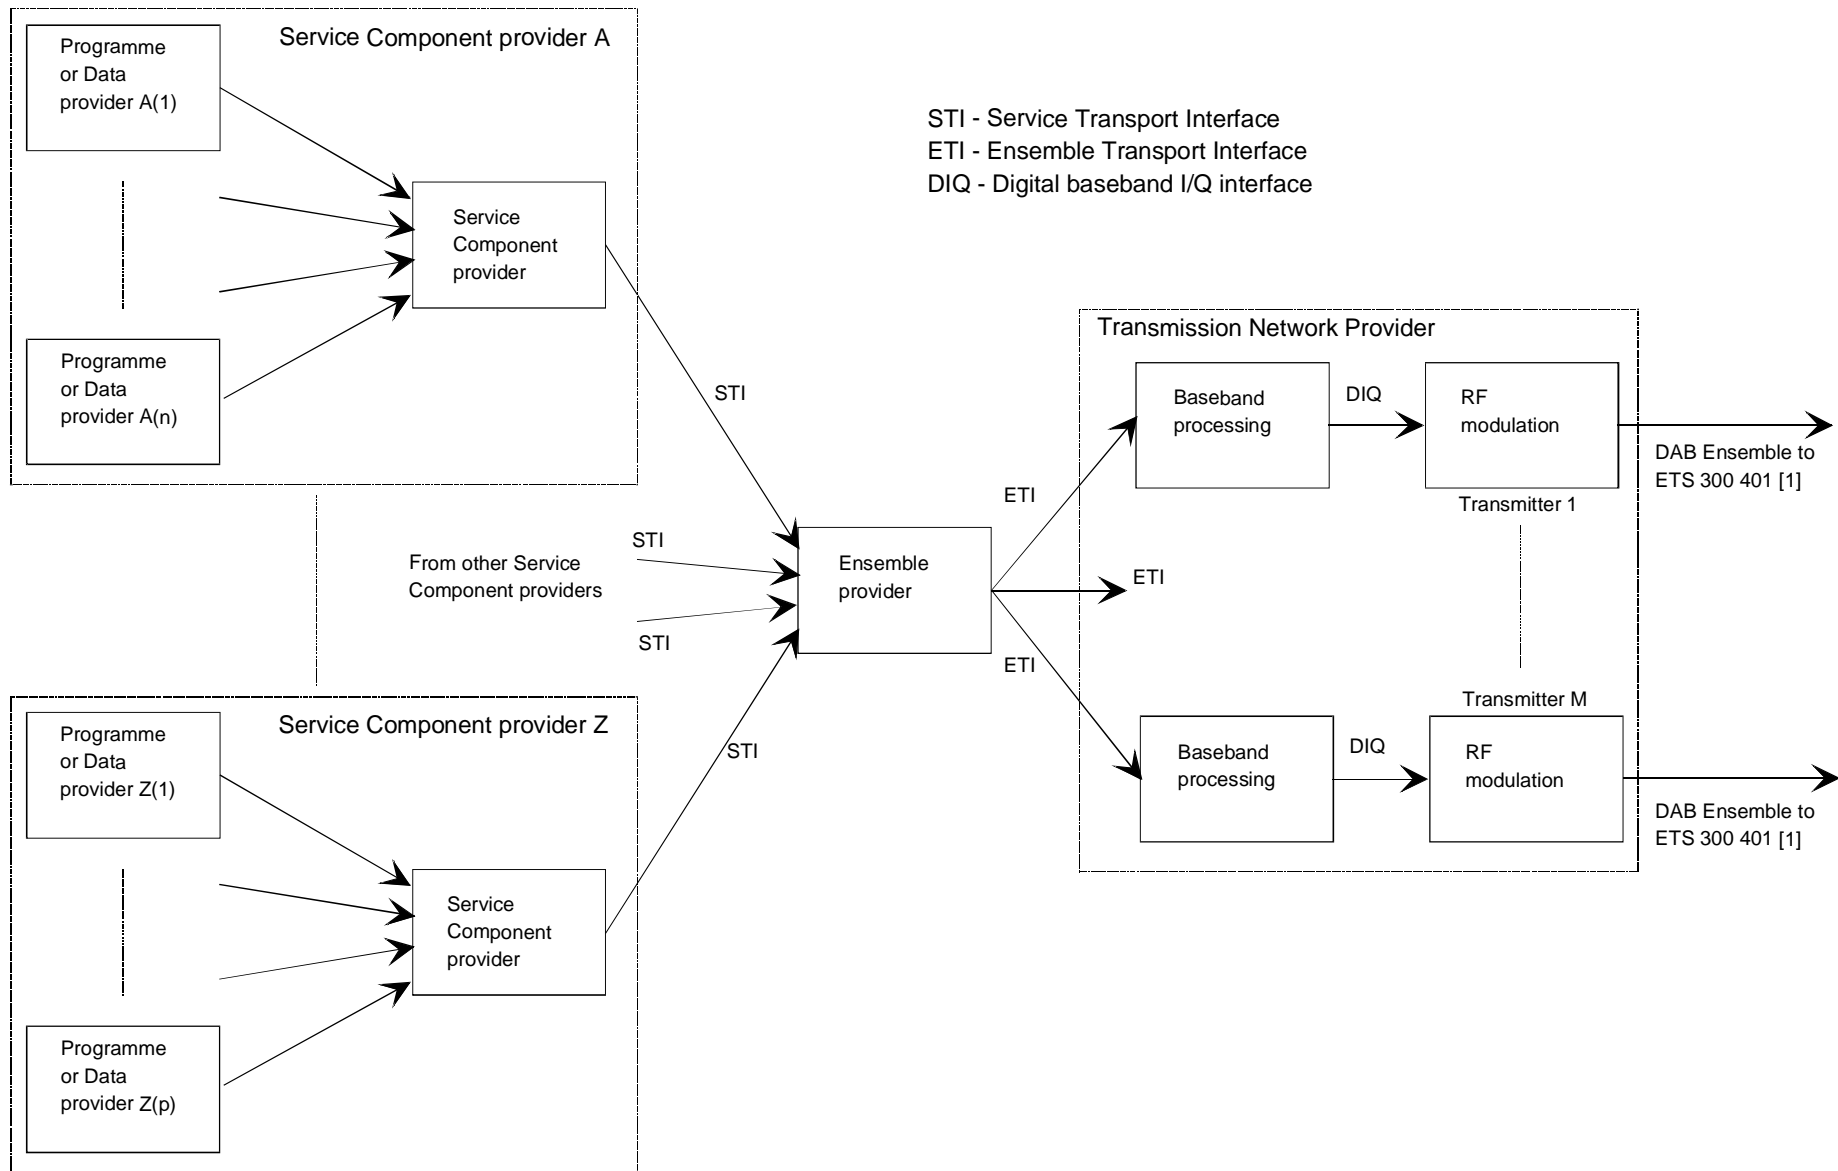 Service Component provider A
Programme
or Data
provider A(1)
Service
Component
provider
Programme
or Data
provider A(n)
STI - Service Transport Interface
ETI - Ensemble Transport Interface
DIQ - Digital baseband I/Q interface
STI
From other Service
Component providers
STI
STI
Ensemble
provider
ETI
ETI
ETI
Transmission Network Provider
Baseband
processing
DIQ
RF
modulation
Transmitter 1
DAB Ensemble to
ETS 300 401 [1]
Transmitter M
Baseband
processing
DIQ
RF
modulation
DAB Ensemble to
ETS 300 401 [1]
Service Component provider Z
Programme
or Data
provider Z(1)
Service
Component
provider
Programme
or Data
provider Z(p)
STI